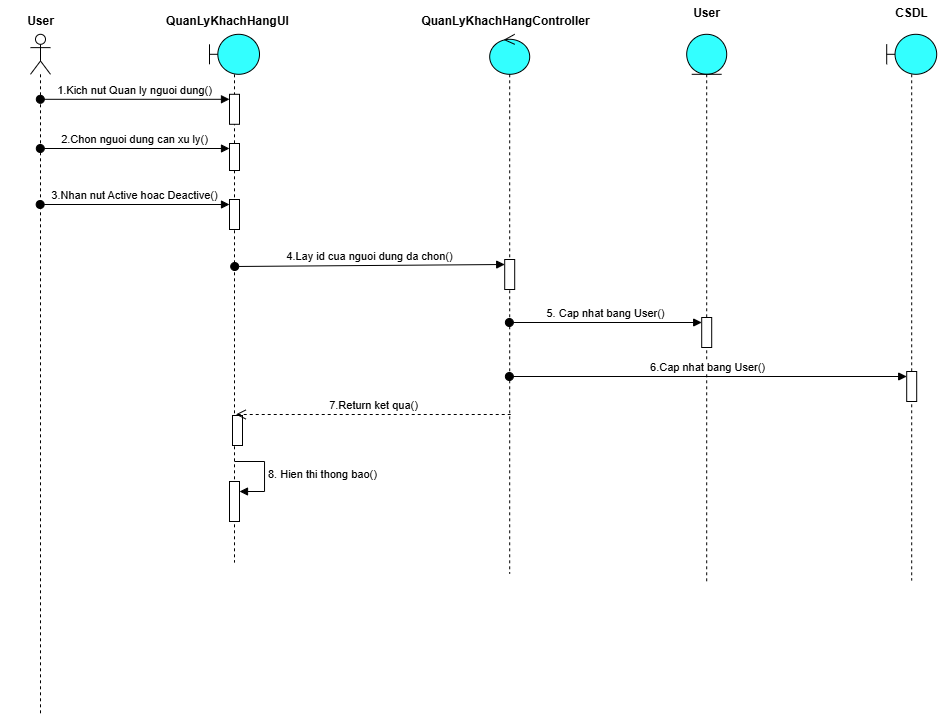 User
QuanLyKhachHangUI
QuanLyKhachHangController
User
CSDL
1.Kich nut Quan ly nguoi dung()
2.Chon nguoi dung can xu ly()
3.Nhan nut Active hoac Deactive()
4.Lay id cua nguoi dung da chon()
5. Cap nhat bang User()
6.Cap nhat bang User()
7.Return ket qua()
8. Hien thi thong bao()